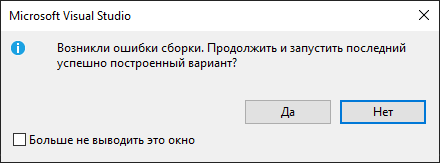 Microsoft Visual Studio
Возникли ошибки сборки. Продолжить и запустить последний
успешно построенный вариант?
Да
Нет
Больше не выводить это окно